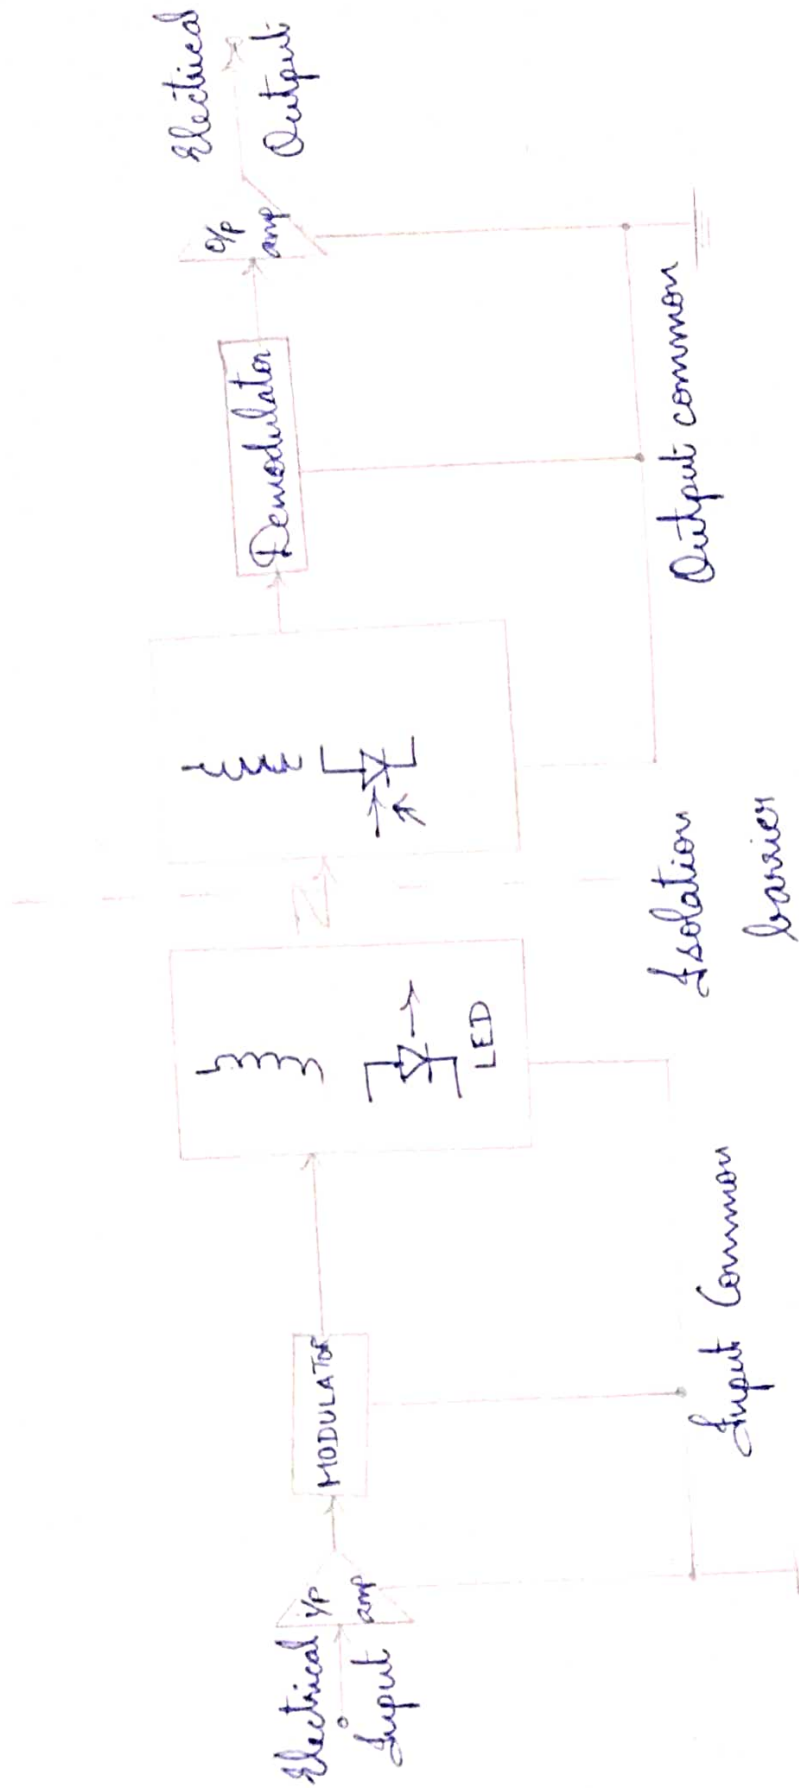 Electrical
Input
I/P
amp
MODULATOR
LED
Input Common
Isolation
barrier
Demodulator
O/P
amp
Output common
Electrical
Output